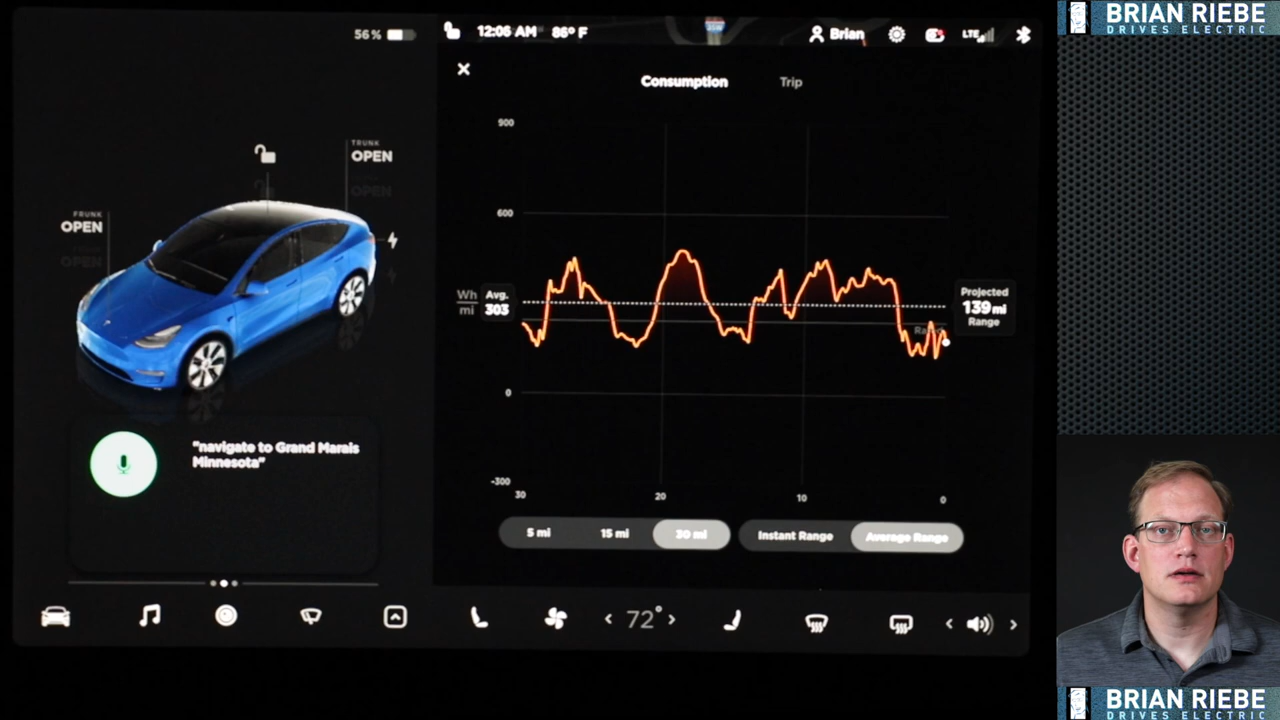 56%
12:06 AM 86° F
Brian
LTE
Consumption Trip
TRUNK
OPEN
FRUNK
OPEN
900
600
Wh
mi
Avg.
303
Projected
139 mi
Range
0
-300
30 20 10 0
5 mi 15 mi 30 mi Instant Range Average Range
"navigate to Grand Marais
Minnesota"
72°
BRIAN RIEBE
DRIVES ELECTRIC
BRIAN RIEBE
DRIVES ELECTRIC